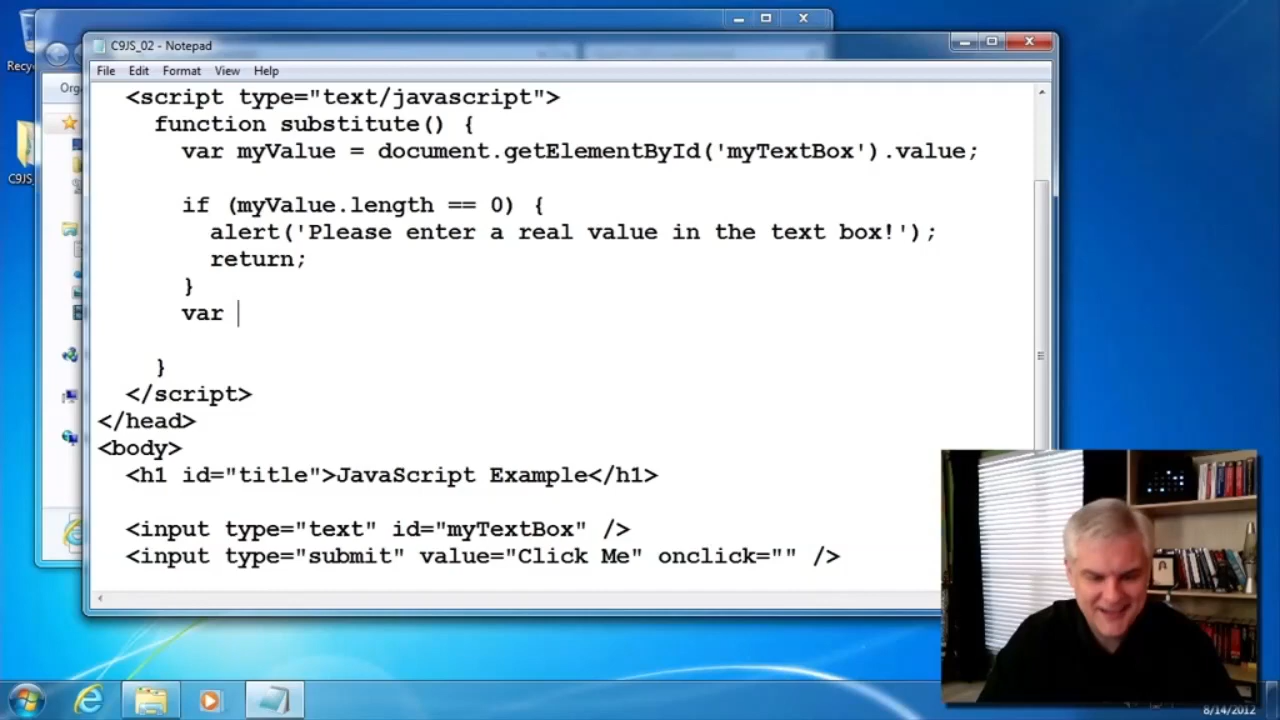 Recy
C9JS_
Orga
C9JS_02 - Notepad
File Edit Format View Help
<script type="text/javascript">
function substitute() {
var myValue = document.getElementById('myTextBox').value;
if (myValue.length == 0) {
alert('Please enter a real value in the text box!');
return;
}
var
}
</script>
</head>
<body>
<h1 id="title">JavaScript Example</h1>
<input type="text" id="myTextBox" />
<input type="submit" value="Click Me" onclick="" />
8/14/2012